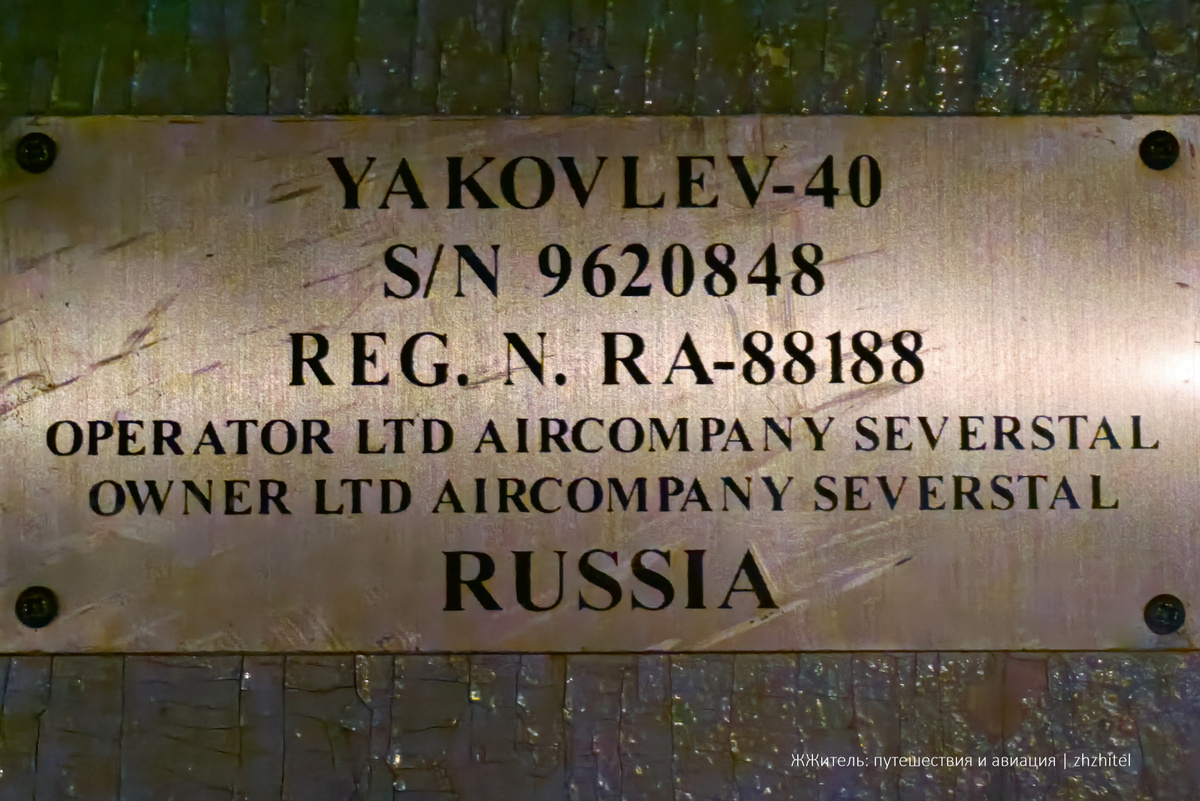 YAKOVLEV-40
S/N 9620848
REG. N. RA-88188
OPERATOR LTD AIRCOMPANY SEVERSTAL
OWNER LTD AIRCOMPANY SEVERSTAL
RUSSIA
ЖЖитель: путешествия и авиация | zhzhitel